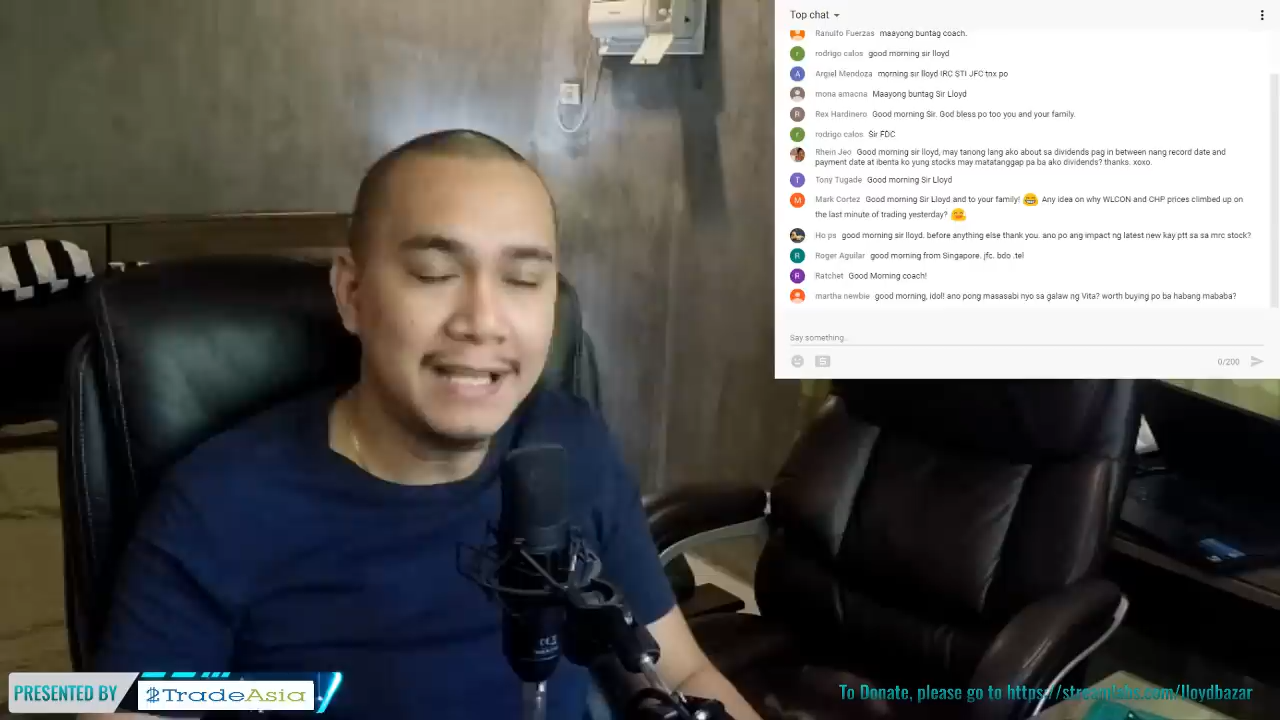 Top chat
Ranulfo Fuerzas maayong buntag coach.
r rodrigo calos good morning sir lloyd
A Argiel Mendoza morning sir lloyd IRC STI JFC tnx po
mona amaona Maayong buntag Sir Lloyd
R Rex Hardinero Good morning Sir. God bless po too you and your family.
r rodrigo calos Sir FDC
Rhein Jeo Good morning sir lloyd, may tanong lang ako about sa dividends pag in between nang record date and
payment date at ibenta ko yung stocks may matatanggap pa ba ako dividends? thanks. xoxo.
T Tony Tugade Good morning Sir Lloyd
M Mark Cortez Good morning Sir Lloyd and to your family! 😂 Any idea on why WLCON and CHP prices climbed up on
the last minute of trading yesterday? 🤗
Ho ps good morning sir lloyd. before anything else thank you. ano po ang impact ng latest new kay ptt sa sa mrc stock?
R Roger Aguilar good morning from Singapore. jfc. bdo .tel
R Ratchet Good Morning coach!
martha newbie good morning, idol! ano pong masasabi nyo sa galaw ng Vita? worth buying po ba habang mababa?
Say something.
0/200
PRESENTED BY $TradeAsia
To Donate, please go to https://streamlabs.com/lloydbazar